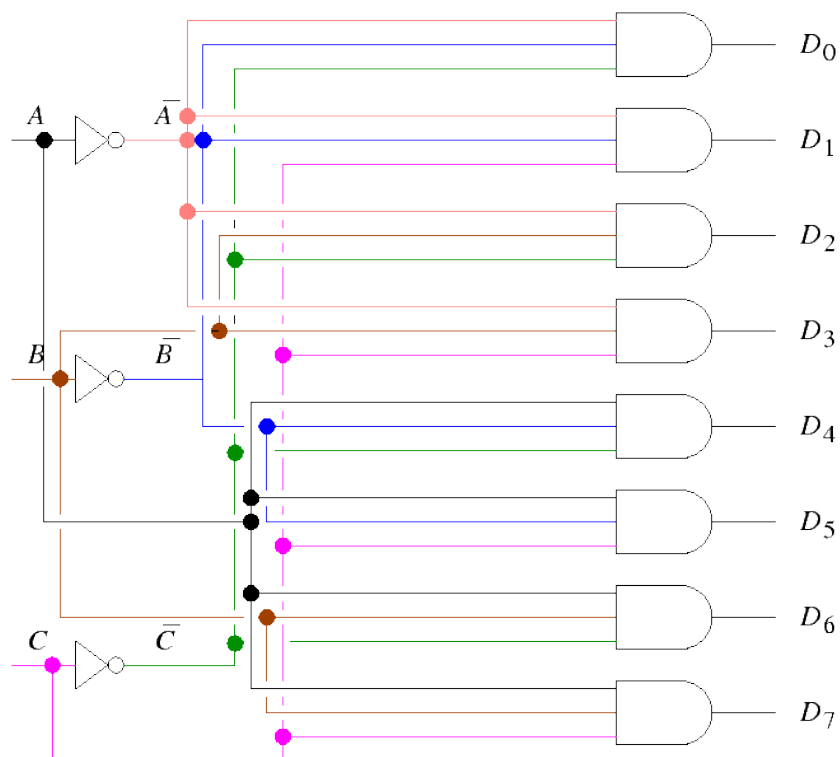 D₀
A A̅ D₁
D₂
D₃
B B̅
D₄
D₅
D₆
C C̅
D₇